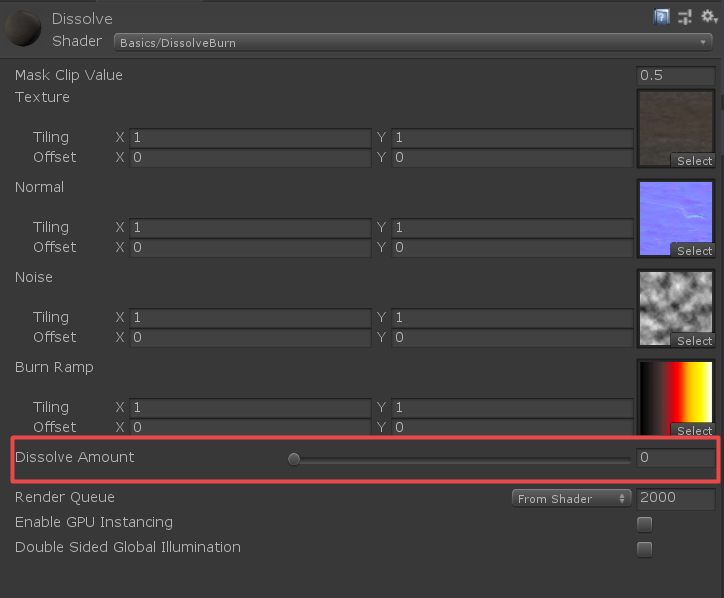 Dissolve
Shader Basics/DissolveBurn
Mask Clip Value 0.5
Texture
Tiling X 1 Y 1
Offset X 0 Y 0
Select
Normal
Tiling X 1 Y 1
Offset X 0 Y 0
Select
Noise
Tiling X 1 Y 1
Offset X 0 Y 0
Select
Burn Ramp
Tiling X 1 Y 1
Offset X 0 Y 0
Select
Dissolve Amount 0
Render Queue From Shader 2000
Enable GPU Instancing
Double Sided Global Illumination